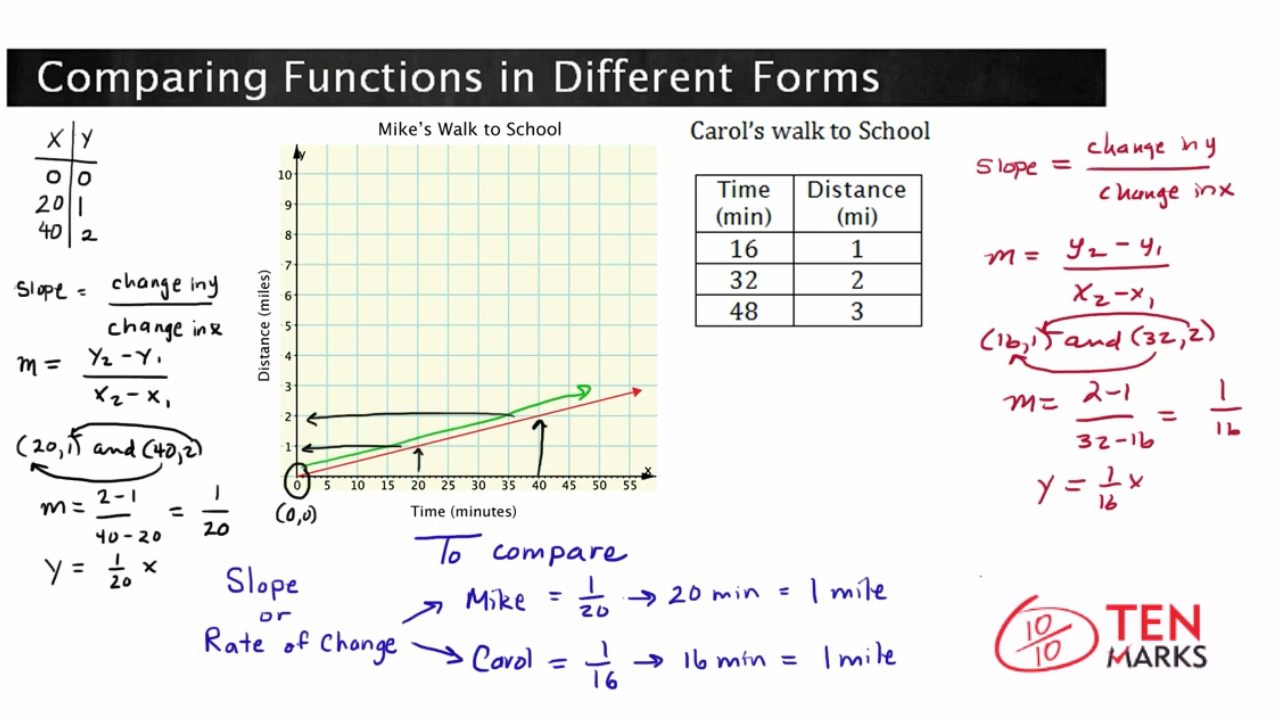 Comparing Functions in Different Forms
X Y
0 0
20 1
40 2
Slope = change in y
change in x
m = Y2 - Y1
X2 - X1
(20,1) and (40,2)
m = 2-1 = 1
40-20 20
Y = 1/20 x
Mike's Walk to School
y
10
9
8
7
6
5
4
3
2
1
Distance (miles)
x
0 5 10 15 20 25 30 35 40 45 50 55
(0,0)
Time (minutes)
Carol's walk to School
Time (min) Distance (mi)
16 1
32 2
48 3
Slope = change in y
change in x
m = y2 - y1
x2 - x1
(16,1) and (32,2)
m = 2-1 = 1
32-16 16
y = 1/16 x
To compare
Slope
or
Rate of Change
Mike = 1/20 → 20 min = 1 mile
Carol = 1/16 → 16 min = 1 mile
10/10
TEN
MARKS